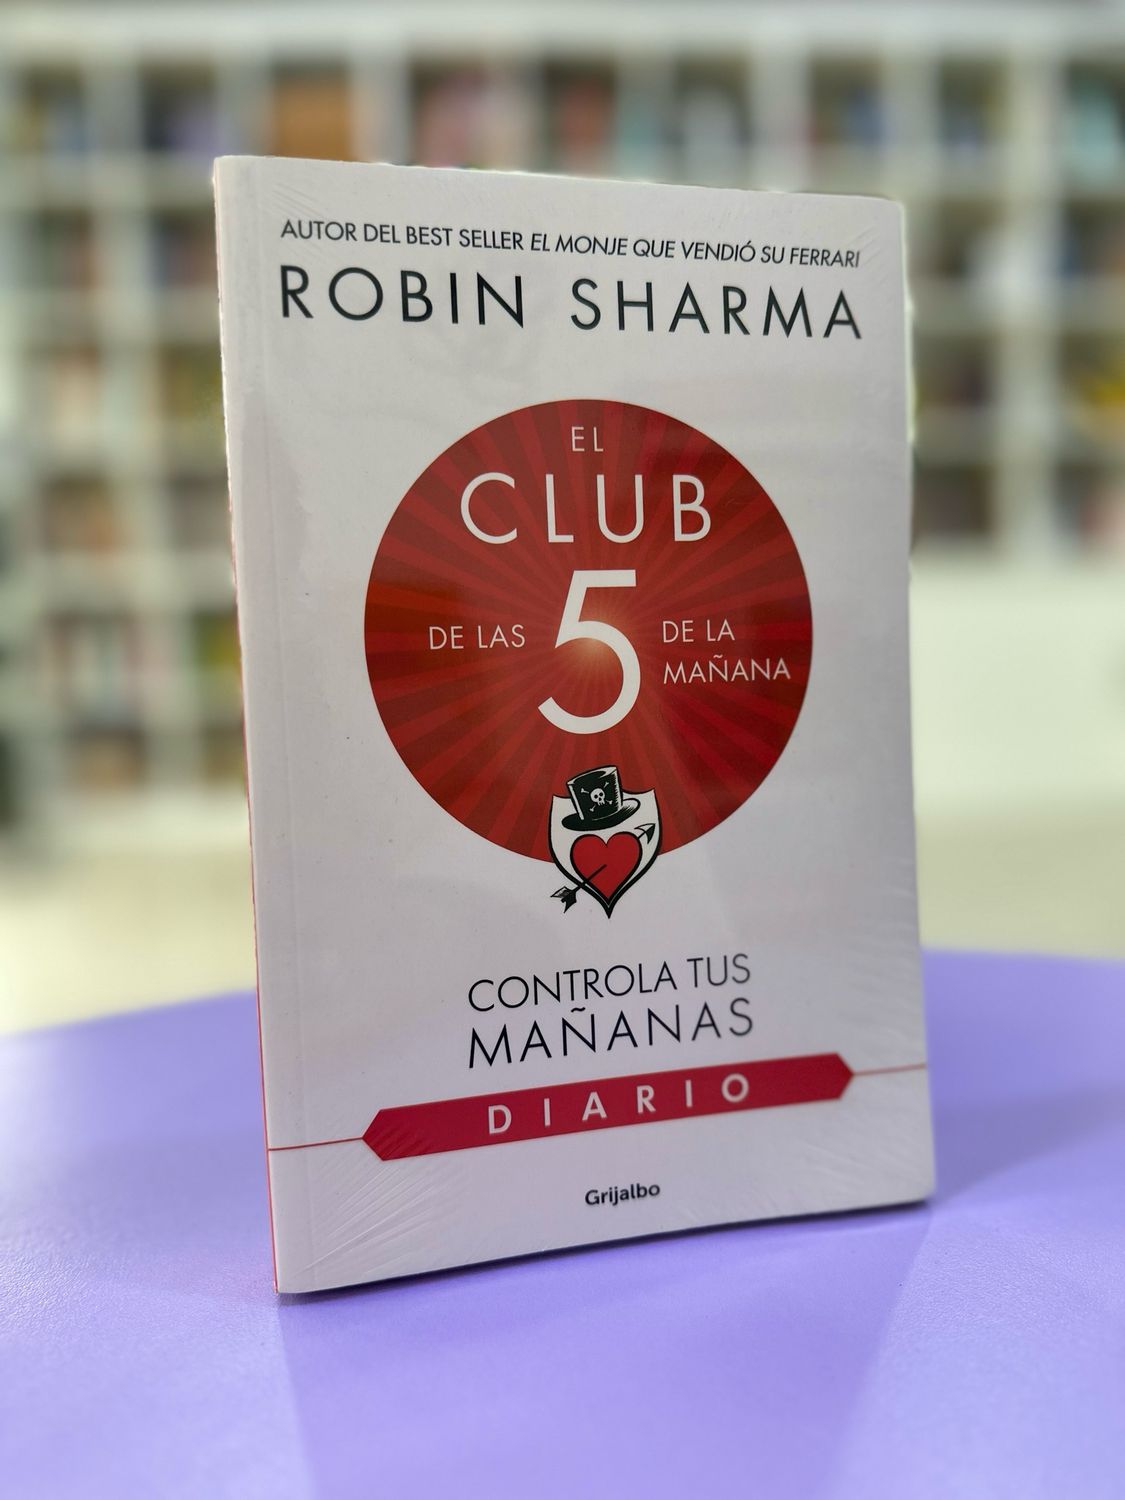 AUTOR DEL BEST SELLER EL MONJE QUE VENDIÓ SU FERRARI
ROBIN SHARMA
EL
CLUB
DE LAS 5 DE LA
MAÑANA
CONTROLA TUS
MAÑANAS
DIARIO
Grijalbo